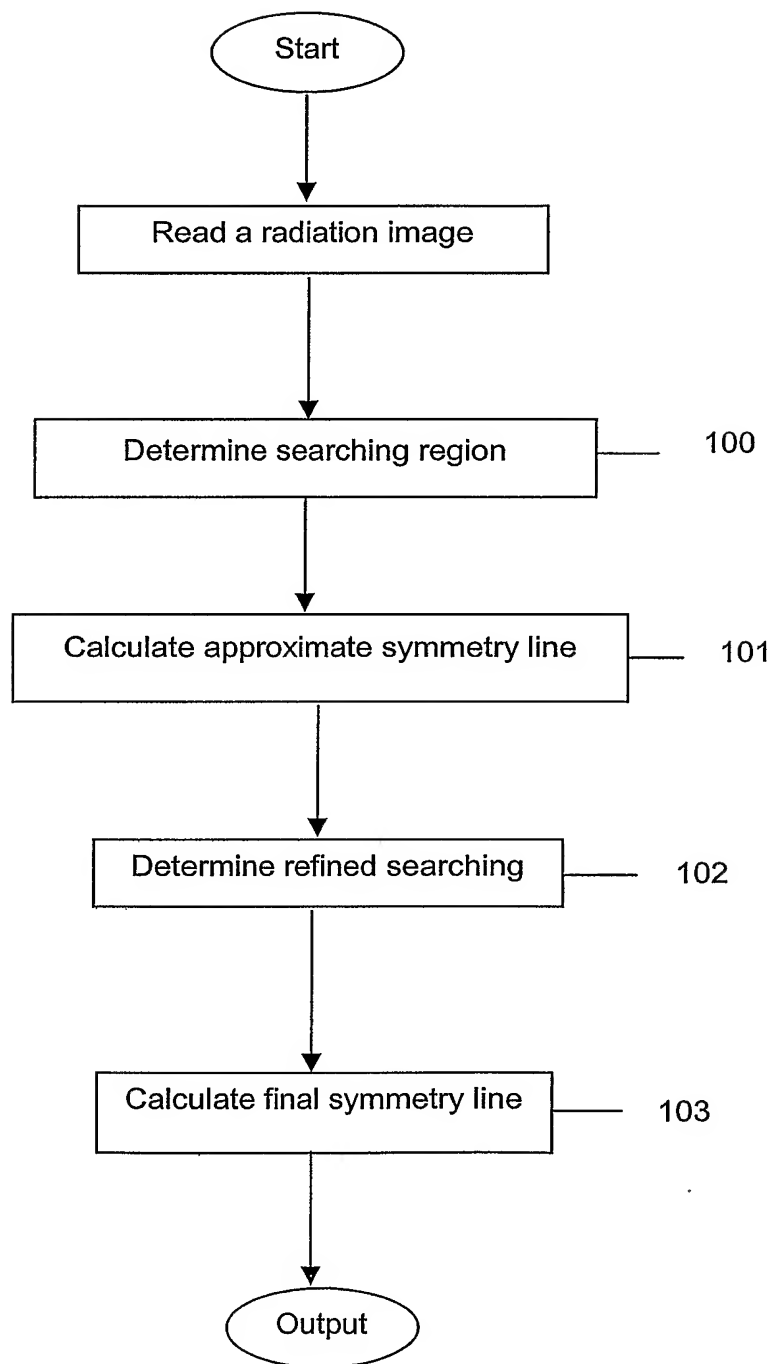 Start
Read a radiation image
Determine searching region
100
Calculate approximate symmetry line
101
Determine refined searching
102
Calculate final symmetry line
103
Output